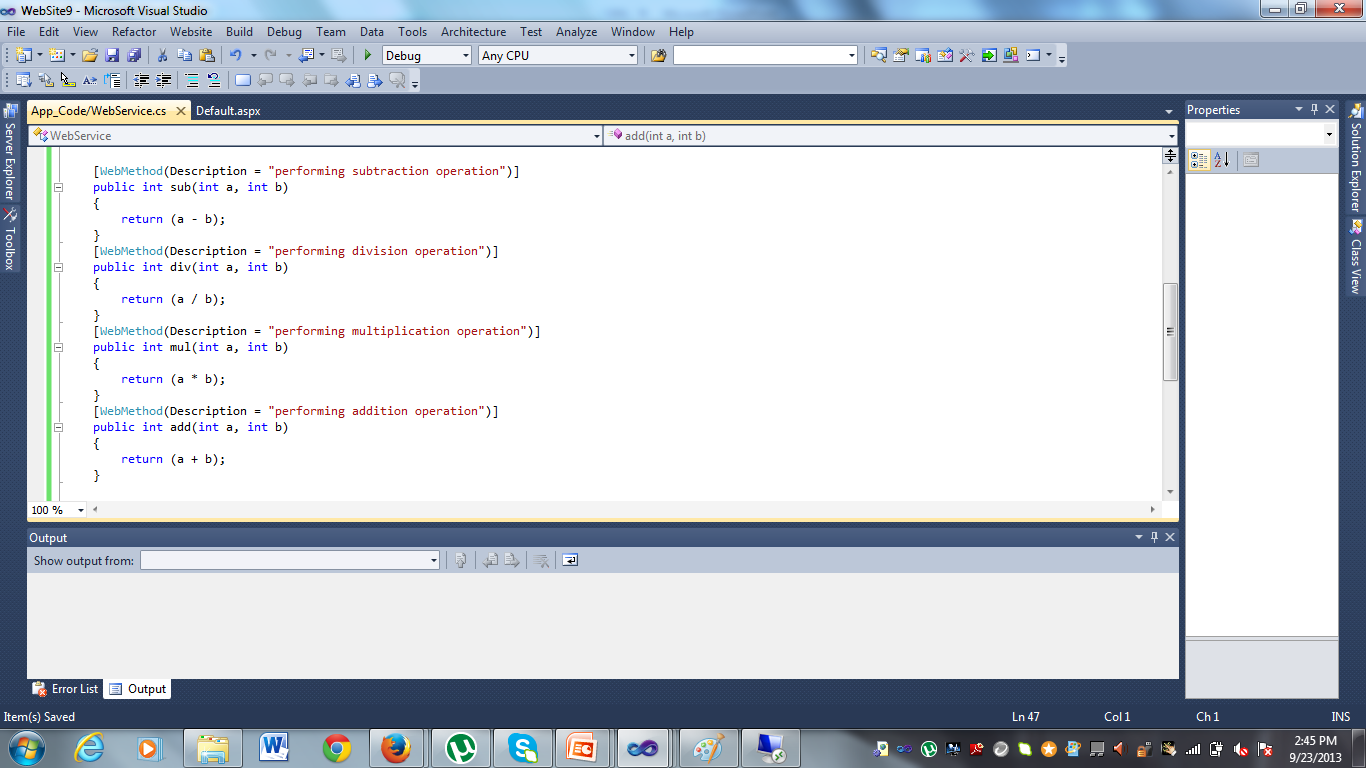 WebSite9 - Microsoft Visual Studio
File Edit View Refactor Website Build Debug Team Data Tools Architecture Test Analyze Window Help
Debug Any CPU
App_Code/WebService.cs Default.aspx
WebService add(int a, int b)
[WebMethod(Description = "performing subtraction operation")]
public int sub(int a, int b)
{
return (a - b);
}
[WebMethod(Description = "performing division operation")]
public int div(int a, int b)
{
return (a / b);
}
[WebMethod(Description = "performing multiplication operation")]
public int mul(int a, int b)
{
return (a * b);
}
[WebMethod(Description = "performing addition operation")]
public int add(int a, int b)
{
return (a + b);
}
100 %
Output
Show output from:
Error List Output
Item(s) Saved Ln 47 Col 1 Ch 1 INS
Server Explorer
Toolbox
Properties
Solution Explorer
Class View
2:45 PM
9/23/2013